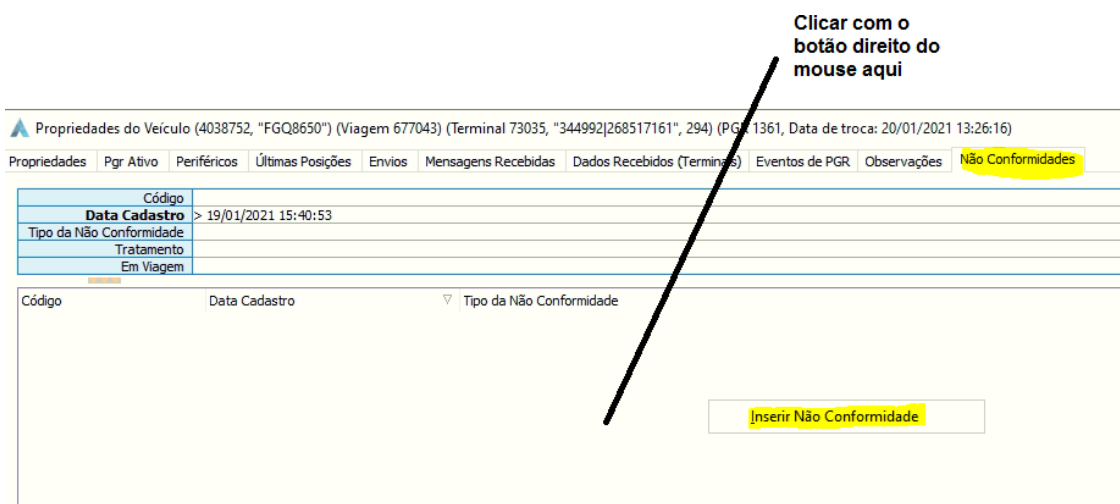 Clicar com o
botão direito do
mouse aqui
Propriedades do Veículo (4038752, "FGQ8650") (Viagem 677043) (Terminal 73035, "344992|268517161", 294) (PGR 1361, Data de troca: 20/01/2021 13:26:16)
Propriedades Pgr Ativo Periféricos Últimas Posições Envios Mensagens Recebidas Dados Recebidos (Terminais) Eventos de PGR Observações Não Conformidades
Código
Data Cadastro > 19/01/2021 15:40:53
Tipo da Não Conformidade
Tratamento
Em Viagem
Código Data Cadastro Tipo da Não Conformidade
Inserir Não Conformidade